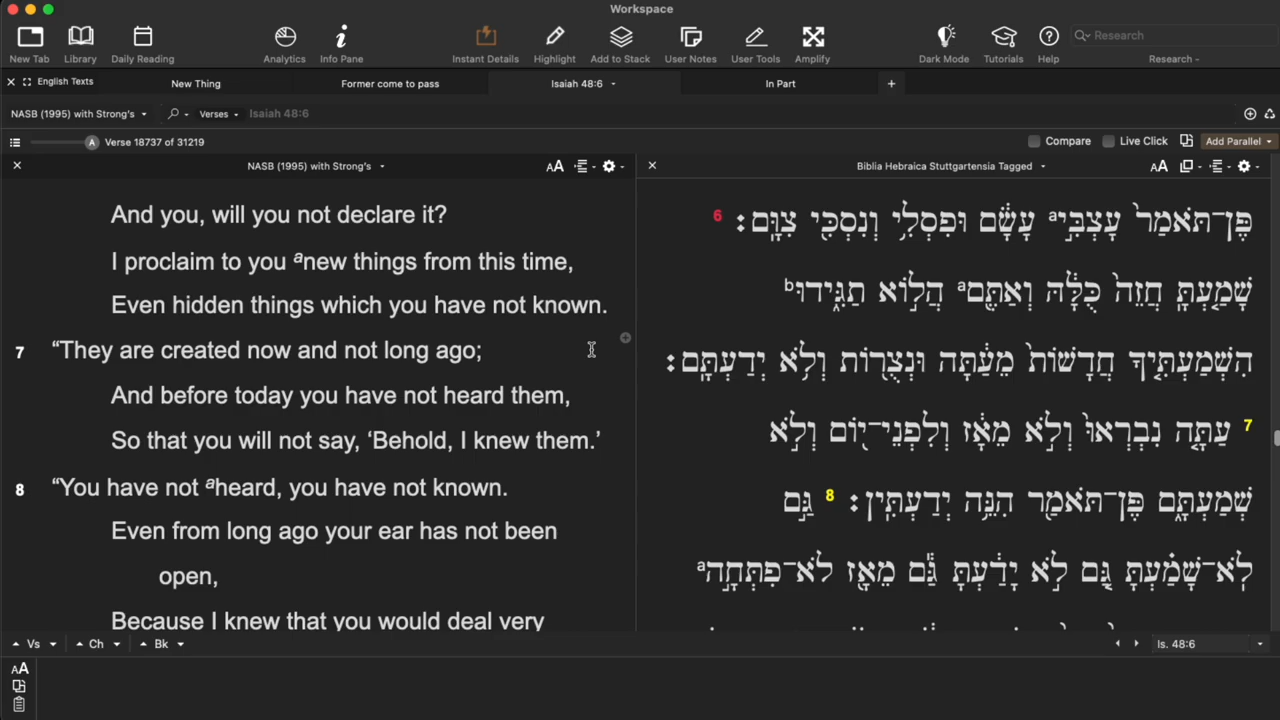 Workspace
New Tab Library Daily Reading Analytics Info Pane Instant Details Highlight Add to Stack User Notes User Tools Amplify Dark Mode Tutorials Help Research
Research
English Texts New Thing Former come to pass Isaiah 48:6 In Part
NASB (1995) with Strong's Verses Isaiah 48:6
A Verse 18737 of 31219 Compare Live Click Add Parallel
NASB (1995) with Strong's
And you, will you not declare it?
I proclaim to you ᵃnew things from this time,
Even hidden things which you have not known.
7 “They are created now and not long ago;
And before today you have not heard them,
So that you will not say, ‘Behold, I knew them.’
8 “You have not ᵃheard, you have not known.
Even from long ago your ear has not been
open,
Because I knew that you would deal very
Biblia Hebraica Stuttgartensia Tagged
פֶּן־תֹּאמַר֙ עָצְבִּ֣יᵃ עָשָׂ֔ם וּפִסְלִ֥י וְנִסְכִּ֖י צִוָּֽם׃ 6
שָׁמַ֤עְתָּֽ חֲזֵה֙ כֻּלָּ֔הּ וְאַתֶּ֖םᵃ הֲל֣וֹא תַגִּ֑ידוּᵇ
הִשְׁמַעְתִּ֤יךָ חֲדָשׁוֹת֙ מֵעַ֔תָּה וּנְצֻר֖וֹת וְלֹ֥א יְדַעְתָּֽם׃
7 עַתָּ֤ה נִבְרְאוּ֙ וְלֹ֣א מֵאָ֔ז וְלִפְנֵי־י֖וֹם וְלֹ֣א
שְׁמַעְתָּ֑ם פֶּן־תֹּאמַ֖ר הִנֵּ֥ה יְדַעְתִּֽין׃ 8 גַּ֣ם
לֹֽא־שָׁמַ֗עְתָּ גַּ֚ם לֹ֣א יָדַ֔עְתָּ גַּ֕ם מֵאָ֖ז לֹא־פִתְּחָ֣הᵃ
Vs Ch Bk Is. 48:6